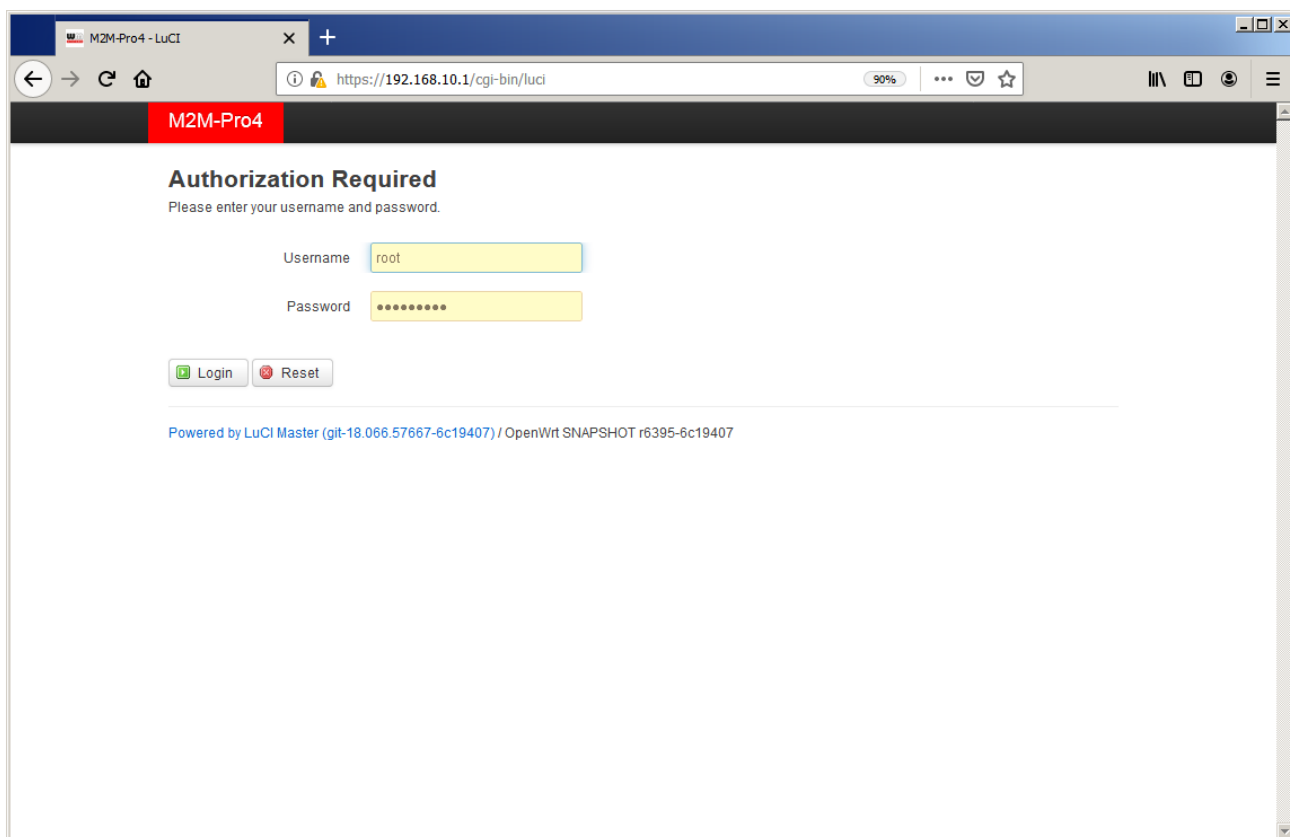 M2M-Pro4 - LuCI
https://192.168.10.1/cgi-bin/luci 90%
M2M-Pro4
Authorization Required
Please enter your username and password.
Username root
Password •••••••••
Login Reset
Powered by LuCI Master (git-18.066.57667-6c19407) / OpenWrt SNAPSHOT r6395-6c19407